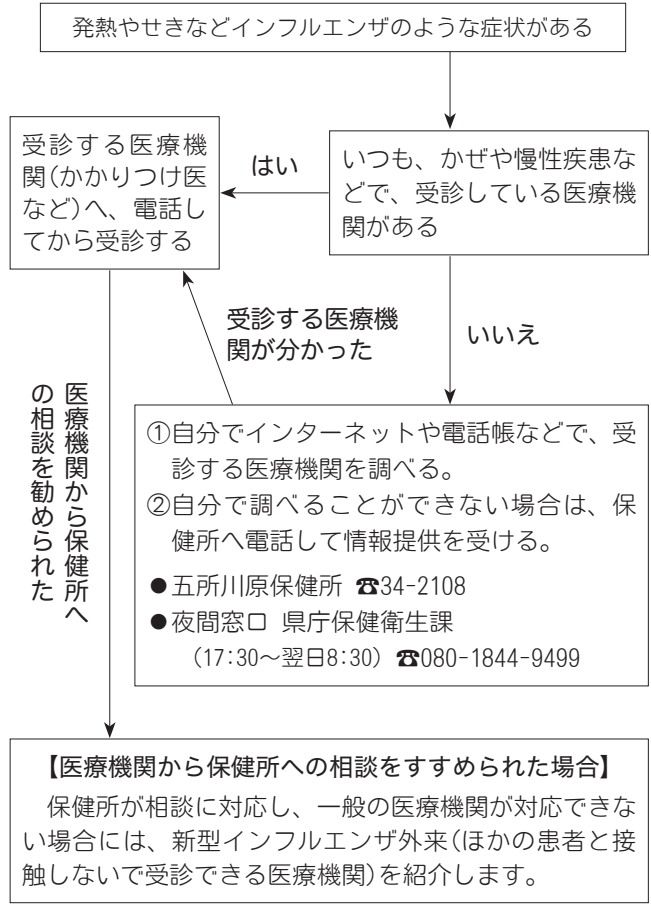 発熱やせきなどインフルエンザのような症状がある
いつも、かぜや慢性疾患な
どで、受診している医療機
関がある
はい
受診する医療機
関(かかりつけ医
など)へ、電話し
てから受診する
いいえ
①自分でインターネットや電話帳などで、受
診する医療機関を調べる。
②自分で調べることができない場合は、保
健所へ電話して情報提供を受ける。
●五所川原保健所 ☎34-2108
●夜間窓口 県庁保健衛生課
(17:30～翌日8:30) ☎080-1844-9499
受診する医療機
関が分かった
医療機関から保健所へ
の相談を勧められた
【医療機関から保健所への相談をすすめられた場合】
保健所が相談に対応し、一般の医療機関が対応できな
い場合には、新型インフルエンザ外来(ほかの患者と接
触しないで受診できる医療機関)を紹介します。